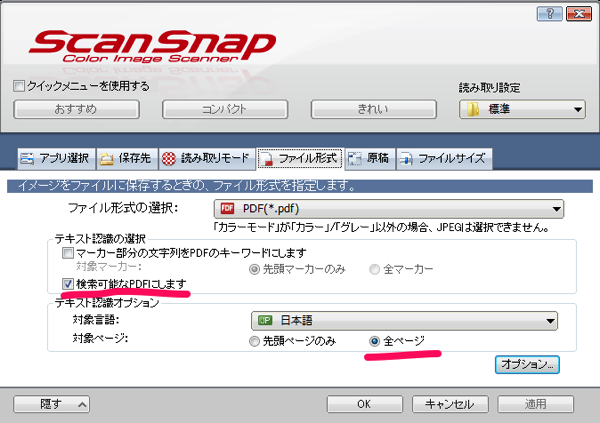 ScanSnap
Color Image Scanner
クイックメニューを使用する
読み取り設定
おすすめ
コンパクト
きれい
標準
アプリ選択
保存先
読み取りモード
ファイル形式
原稿
ファイルサイズ
イメージをファイルに保存するときの、ファイル形式を指定します。
ファイル形式の選択:
PDF PDF(*.pdf)
「カラーモード」が「カラー」/「グレー」以外の場合、JPEGは選択できません。
テキスト認識の選択
マーカー部分の文字列をPDFのキーワードにします
対象マーカー:
先頭マーカーのみ
全マーカー
検索可能なPDFにします
テキスト認識オプション
対象言語:
JP 日本語
対象ページ:
先頭ページのみ
全ページ
オプション...
隠す
OK
キャンセル
適用